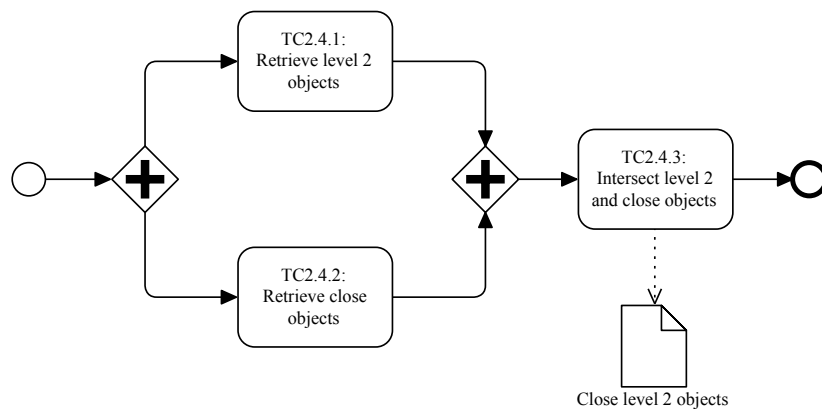 TC2.4.1:
Retrieve level 2
objects
TC2.4.3:
Intersect level 2
and close objects
TC2.4.2:
Retrieve close
objects
Close level 2 objects